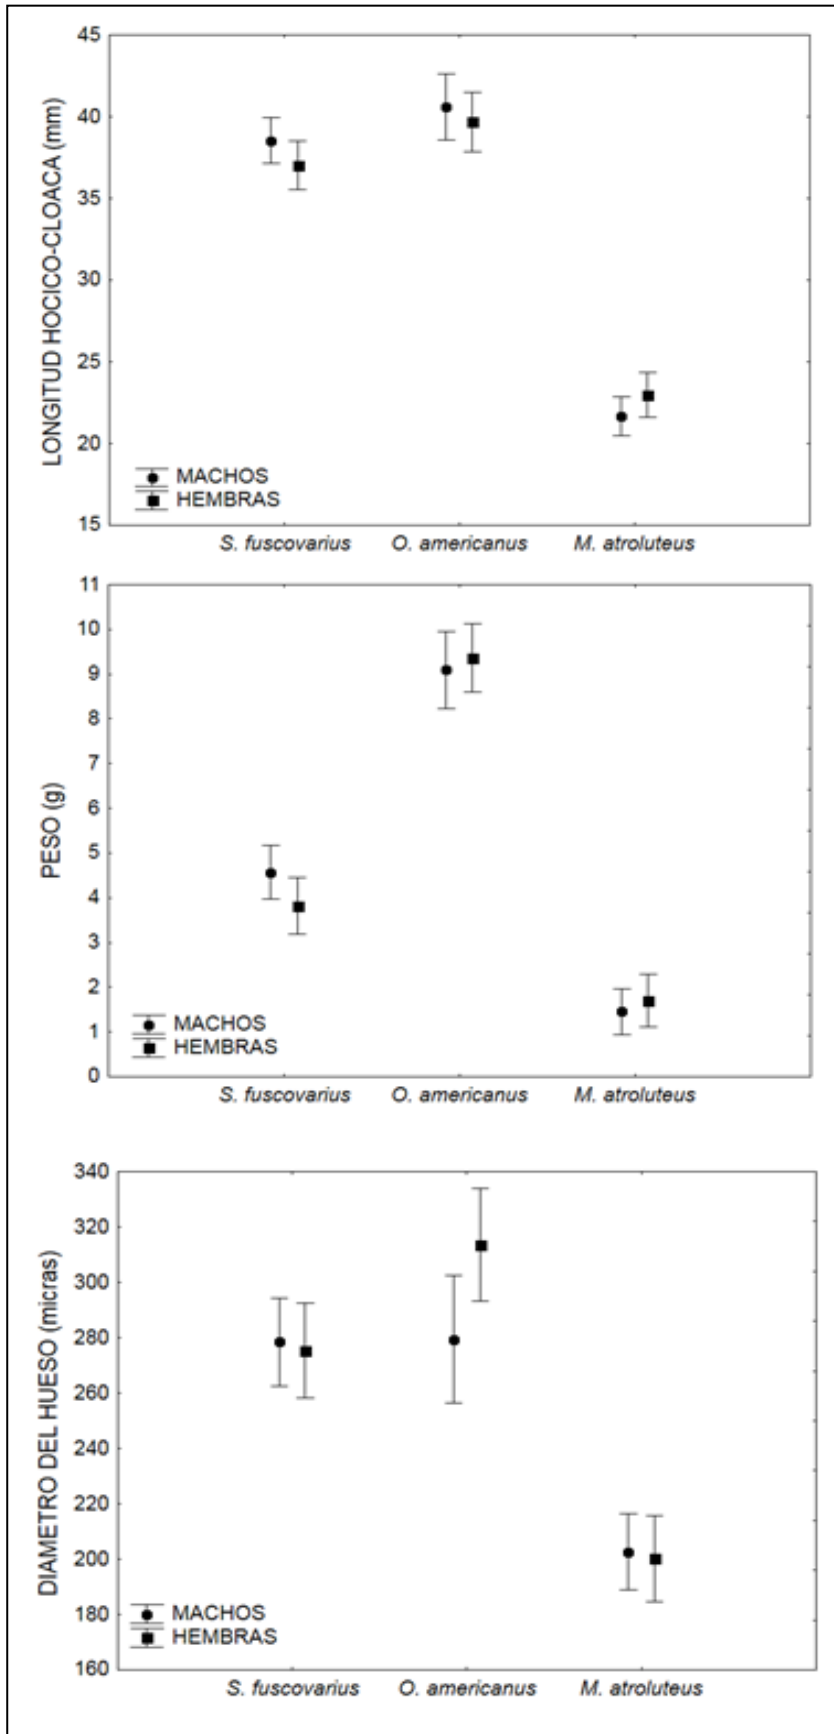 LONGITUD HOCICO-CLOACA (mm)
45
40
35
30
25
20
15
MACHOS
HEMBRAS
S. fuscovarius O. americanus M. atroluteus
PESO (g)
11
10
9
8
7
6
5
4
3
2
1
0
MACHOS
HEMBRAS
S. fuscovarius O. americanus M. atroluteus
DIAMETRO DEL HUESO (micras)
340
320
300
280
260
240
220
200
180
160
MACHOS
HEMBRAS
S. fuscovarius O. americanus M. atroluteus